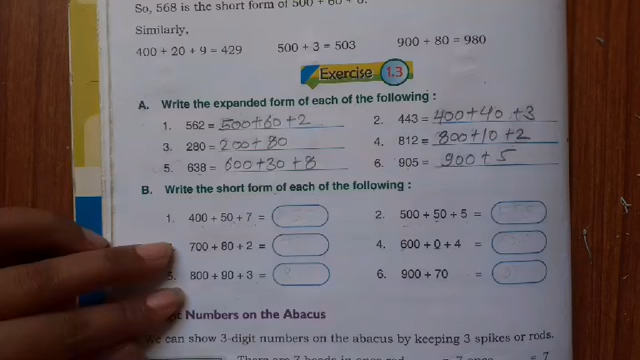 So, 568 is the short form of 500 + 60 + 8.
Similarly,
400 + 20 + 9 = 429 500 + 3 = 503 900 + 80 = 980
Exercise 1.3
A. Write the expanded form of each of the following :
1. 562 = 500+60+2 2. 443 = 400+40+3
3. 280 = 200+80 4. 812 = 800+10+2
5. 638 = 600+30+8 6. 905 = 900+5
B. Write the short form of each of the following :
1. 400 + 50 + 7 = 2. 500 + 50 + 5 =
700 + 80 + 2 = 4. 600 + 0 + 4 =
5. 800 + 90 + 3 = 6. 900 + 70 =
Numbers on the Abacus
We can show 3-digit numbers on the abacus by keeping 3 spikes or rods.